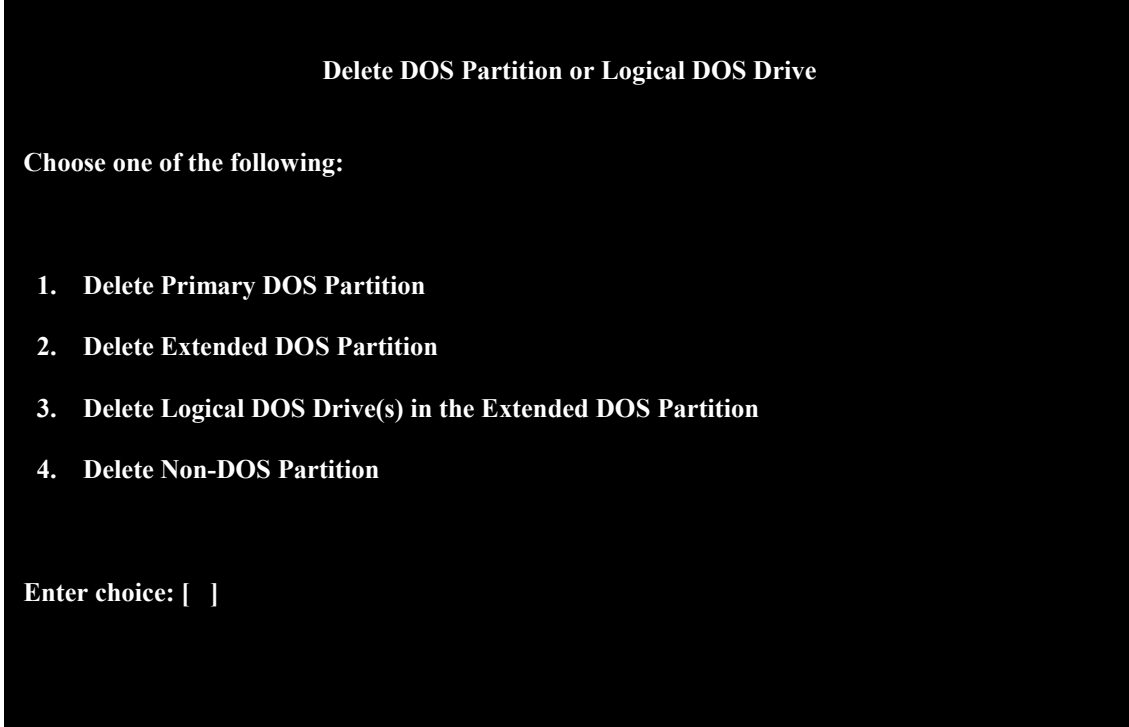 Delete DOS Partition or Logical DOS Drive
Choose one of the following:
1. Delete Primary DOS Partition
2. Delete Extended DOS Partition
3. Delete Logical DOS Drive(s) in the Extended DOS Partition
4. Delete Non-DOS Partition
Enter choice: [ ]